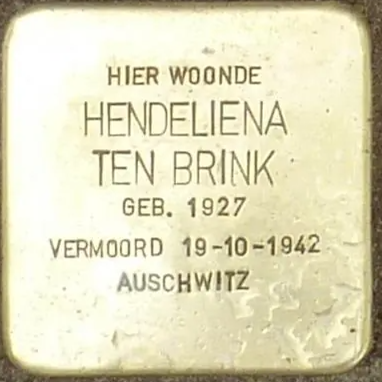 HIER WOONDE
HENDELIENA
TEN BRINK
GEB. 1927
VERMOORD 19-10-1942
AUSCHWITZ